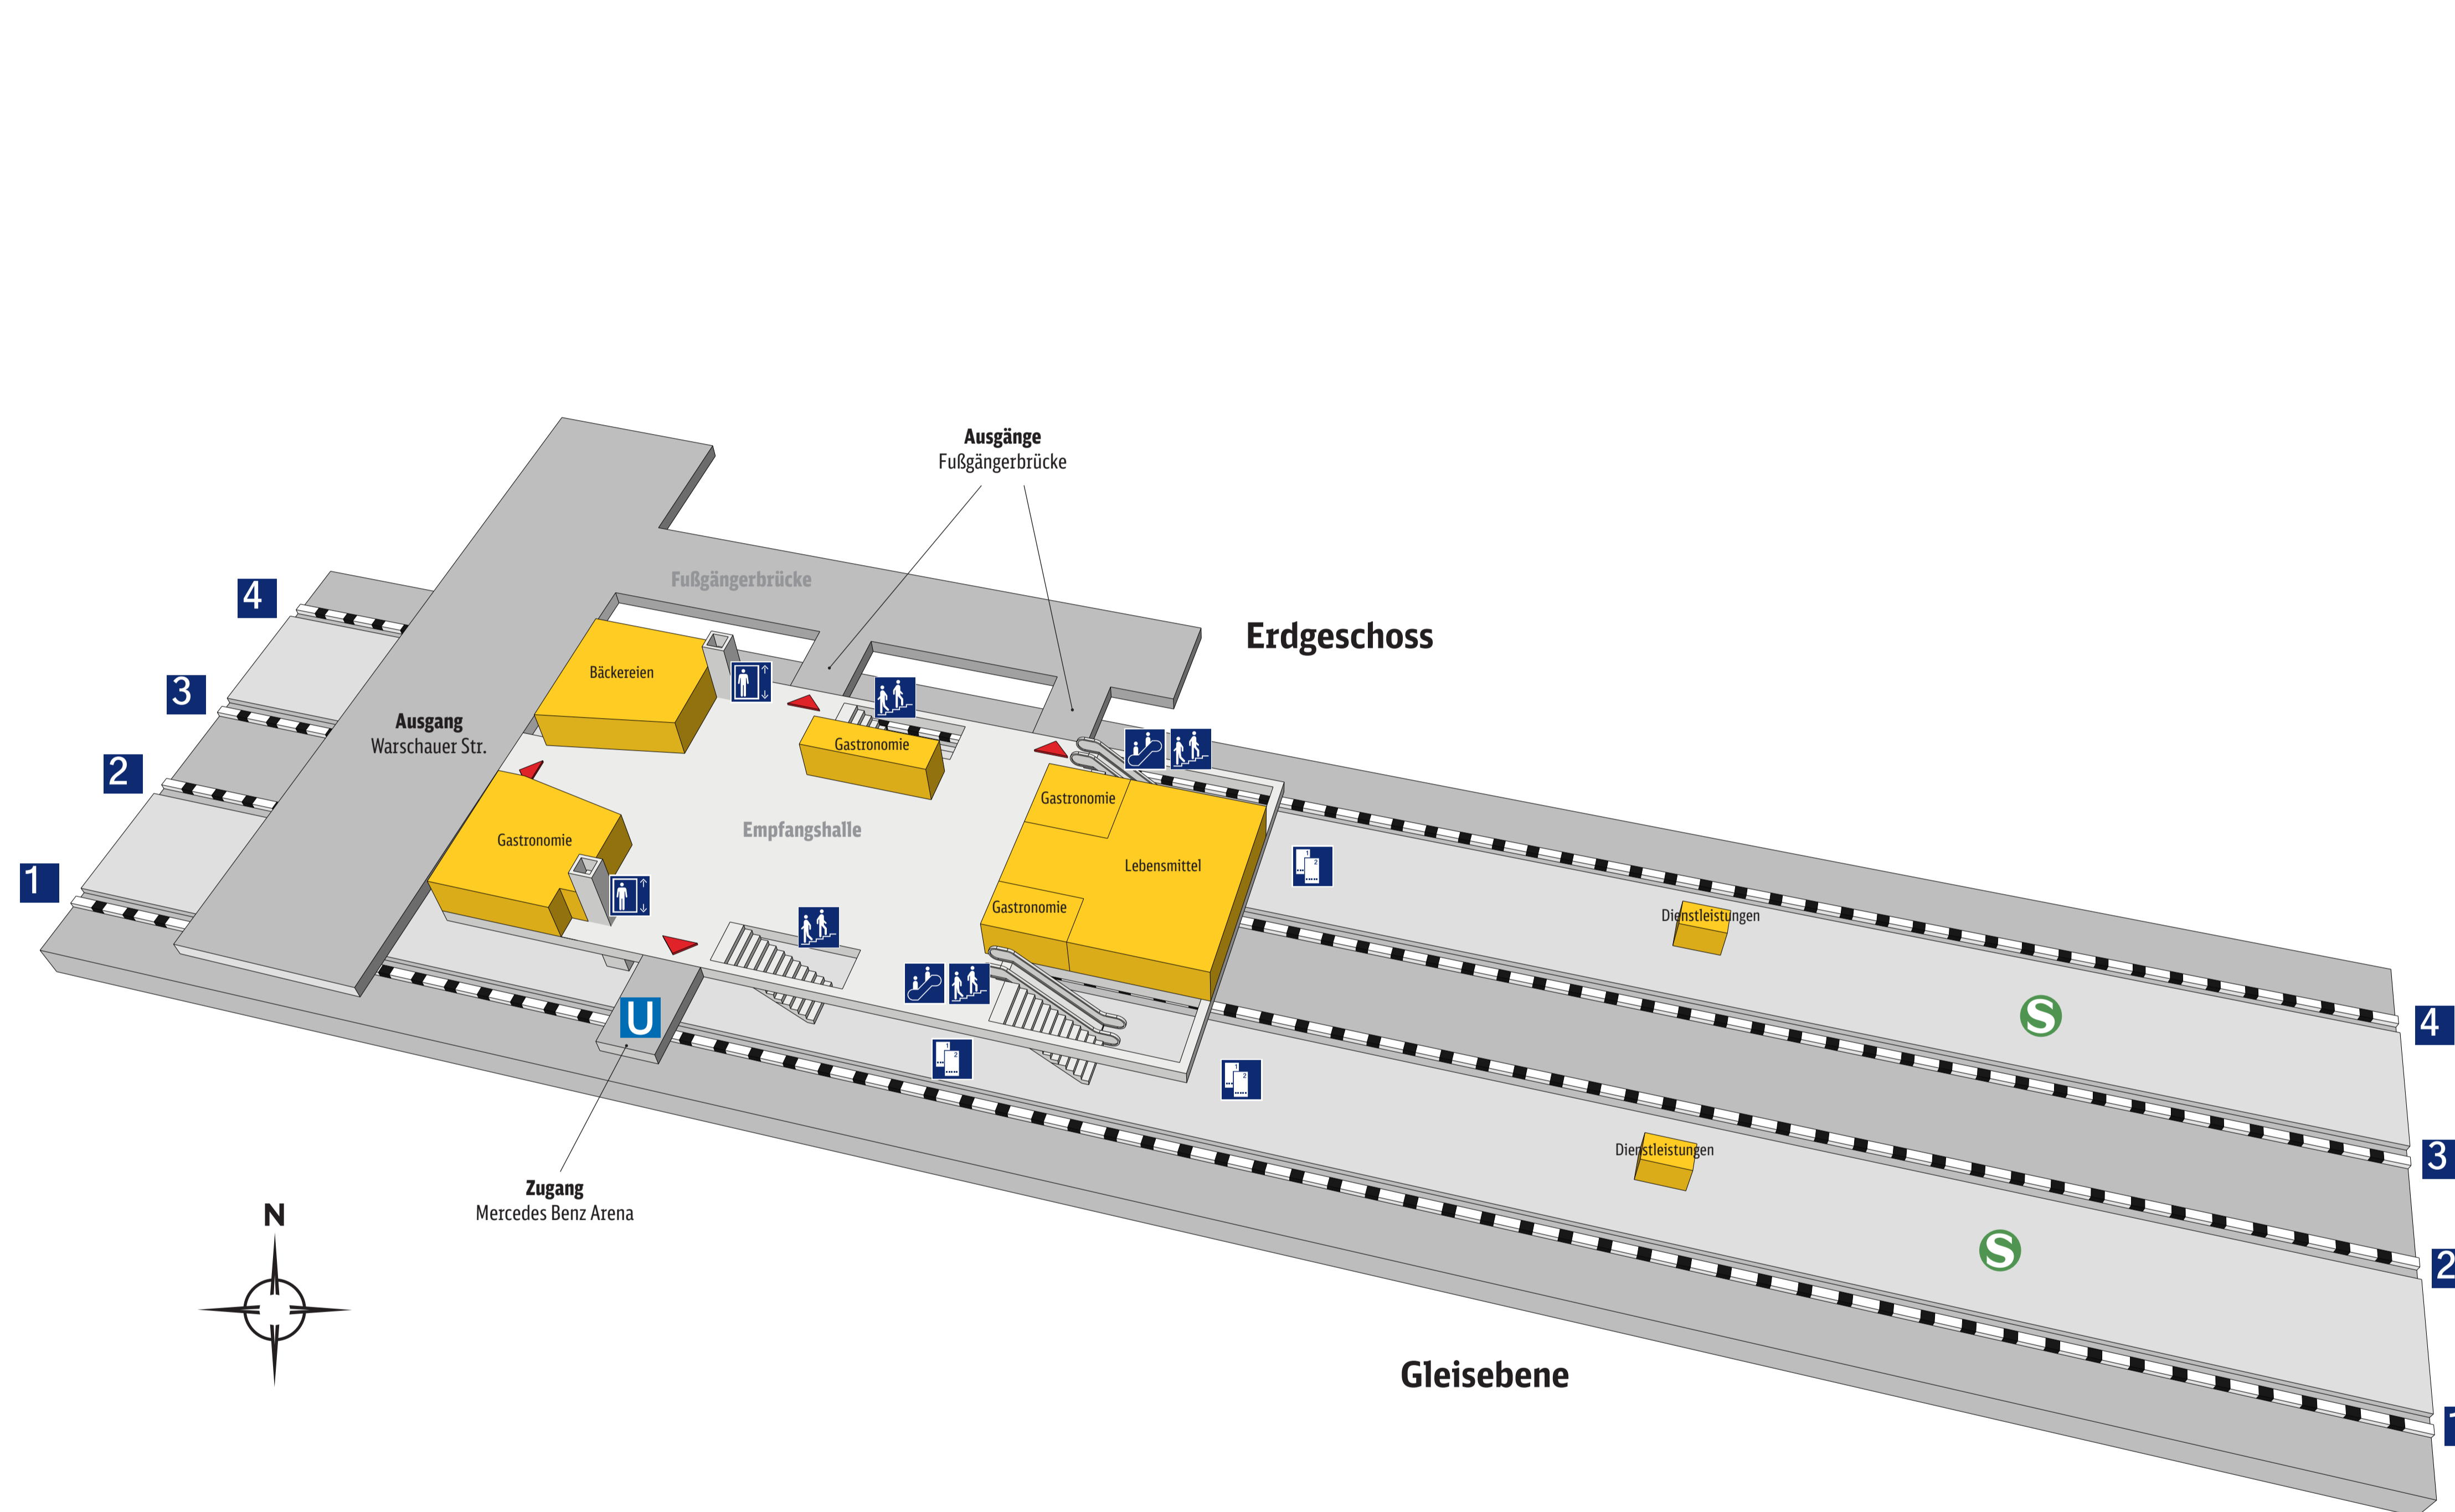 Ausgänge
Fußgängerbrücke
Fußgängerbrücke
Erdgeschoss
4
Bäckereien
3
Ausgang
Warschauer Str.
Gastronomie
2
Gastronomie
Empfangshalle
Gastronomie
Lebensmittel
1
Gastronomie
Dienstleistungen
U
S
4
Dienstleistungen
3
Zugang
Mercedes Benz Arena
N
S
2
Gleisebene
1